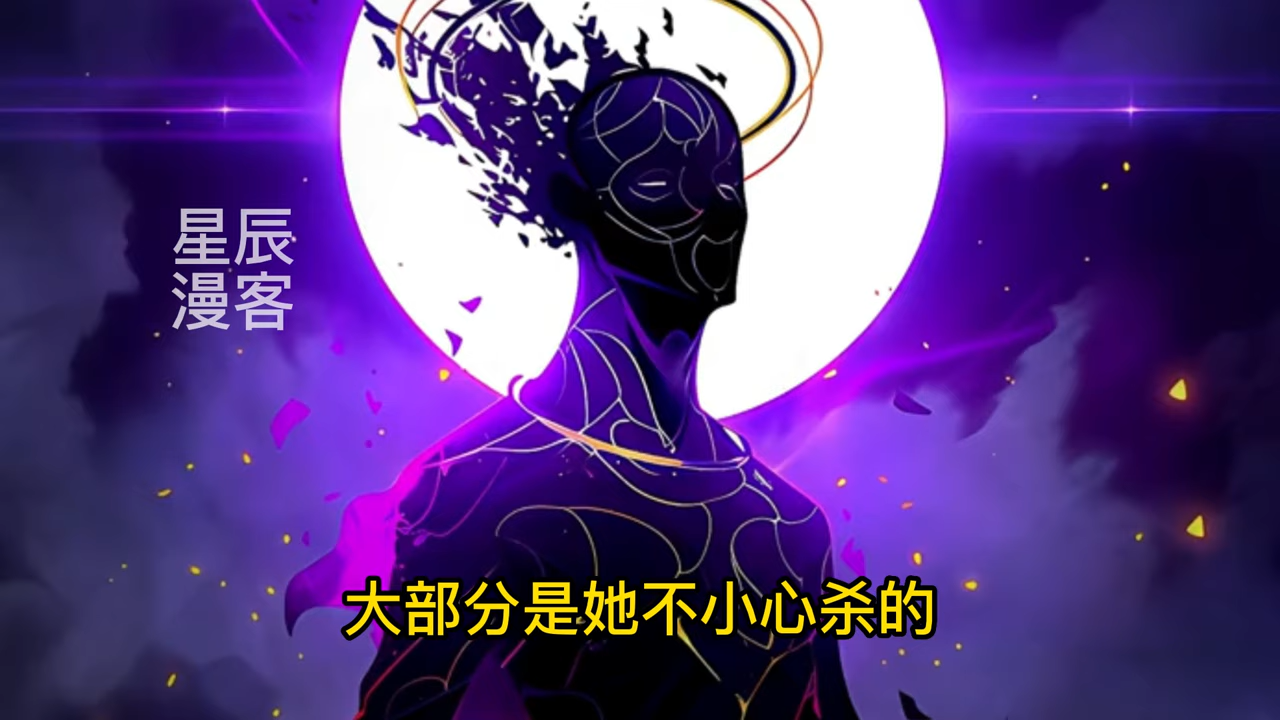 星辰
漫客
大部分是她不小心杀的